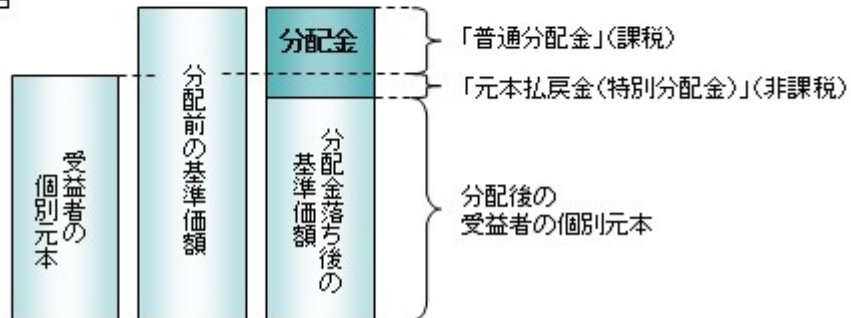 分配金
「普通分配金」(課税)
「元本払戻金(特別分配金)」(非課税)
受益者の
個別元本
分配前の基準価額
分配金落ち後の
基準価額
分配後の
受益者の個別元本